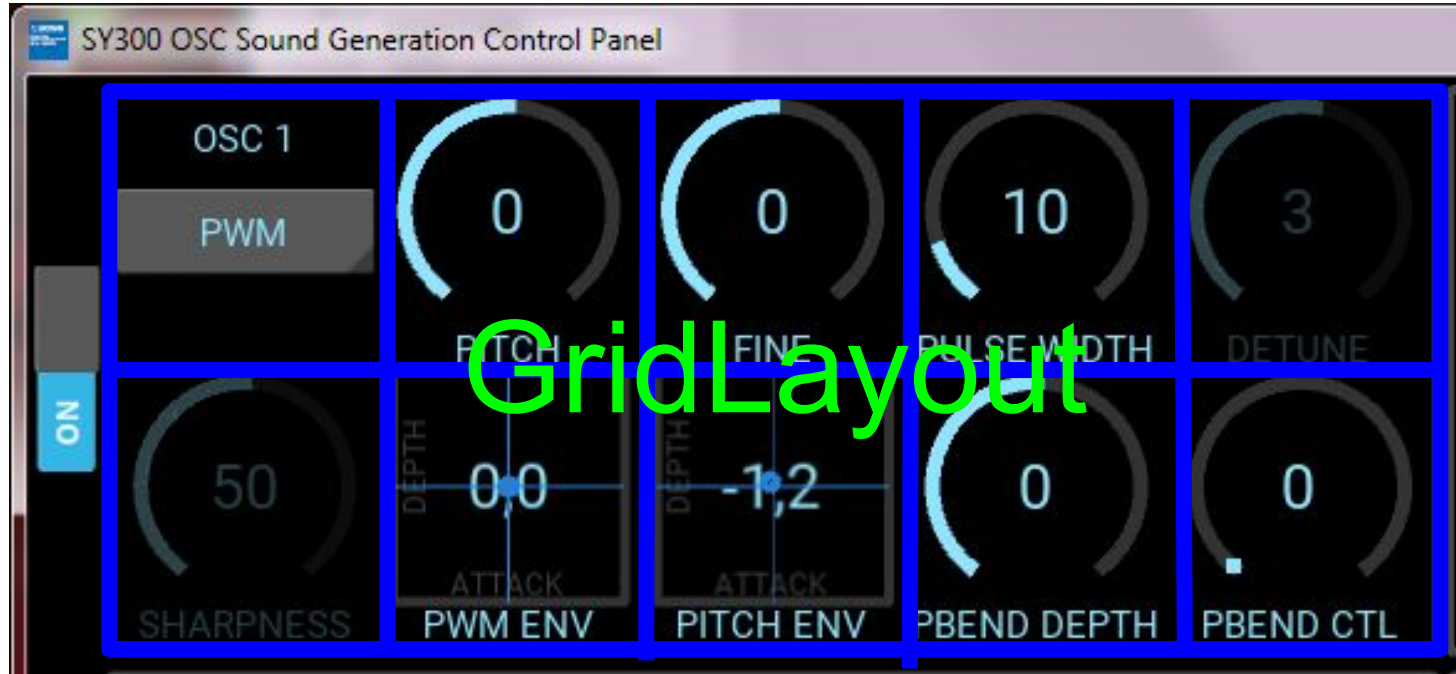 SY300 OSC Sound Generation Control Panel
OSC 1
PWM
0
0
10
3
PITCH
FINE
PULSE WIDTH
DETUNE
GridLayout
ON
50
DEPTH
0,0
DEPTH
-1,2
0
0
ATTACK
ATTACK
SHARPNESS
PWM ENV
PITCH ENV
PBEND DEPTH
PBEND CTL